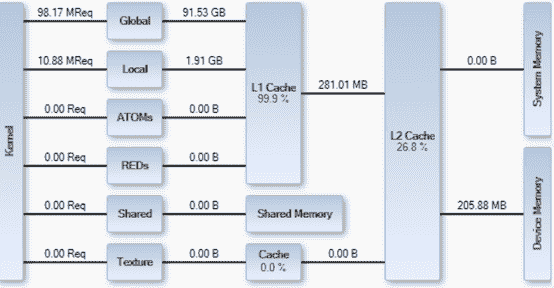 Kernel
98.17 MReq
Global
91.53 GB
10.88 MReq
Local
1.91 GB
0.00 Req
ATOMs
0.00 B
0.00 Req
REDs
0.00 B
L1 Cache
99.9 %
281.01 MB
0.00 Req
Shared
0.00 B
Shared Memory
0.00 Req
Texture
0.00 B
Cache
0.0 %
0.00 B
L2 Cache
26.8 %
0.00 B
System Memory
205.88 MB
Device Memory